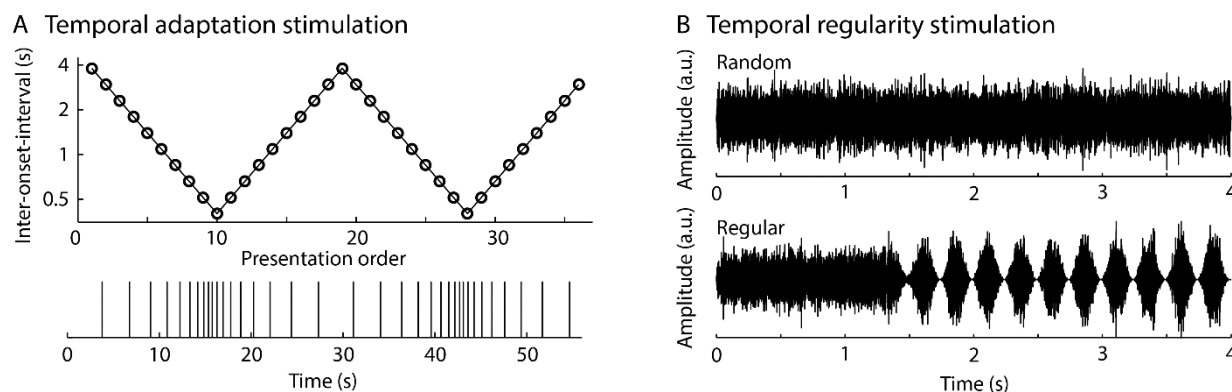 A Temporal adaptation stimulation
Inter-onset-interval (s)
4
2
1
0.5
0 10 20 30
Presentation order
0 10 20 30 40 50
Time (s)
B Temporal regularity stimulation
Random
Amplitude (a.u.)
0 1 2 3 4
Regular
Amplitude (a.u.)
0 1 2 3 4
Time (s)